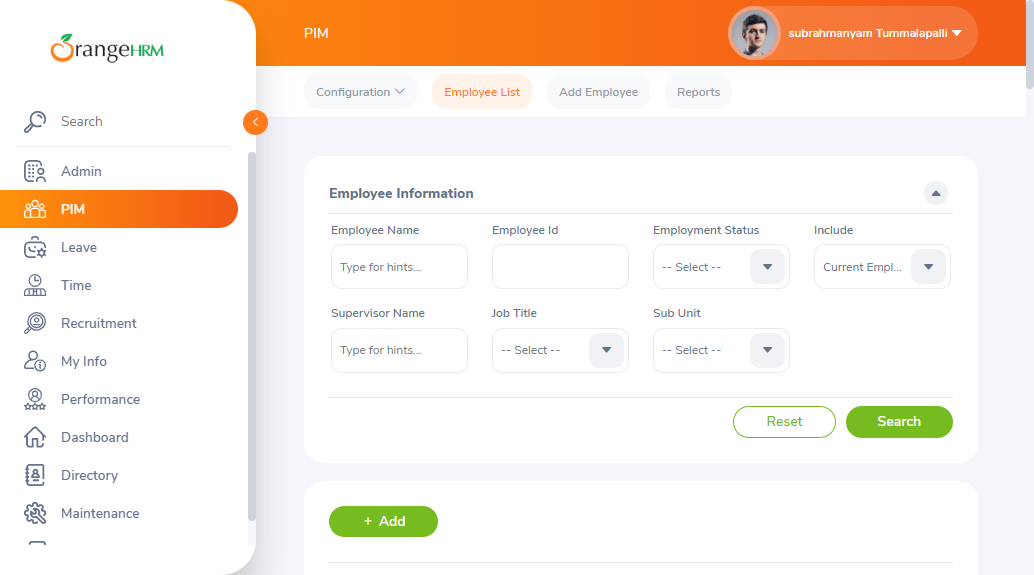 OrangeHRM
Search
Admin
PIM
Leave
Time
Recruitment
My Info
Performance
Dashboard
Directory
Maintenance
PIM
subrahmanyam Tummalapalli
Configuration
Employee List
Add Employee
Reports
Employee Information
Employee Name
Employee Id
Employment Status
Include
Type for hints...
-- Select --
Current Empl...
Supervisor Name
Job Title
Sub Unit
Type for hints...
-- Select --
-- Select --
Reset
Search
+ Add